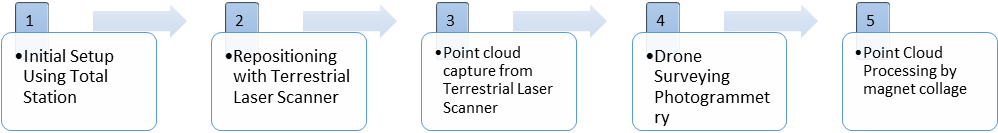 1
•Initial Setup
Using Total
Station
2
•Repositioning
with Terrestrial
Laser Scanner
3
•Point cloud
capture from
Terrestrial Laser
Scanner
4
•Drone
Surveying
Photogrammet
ry
5
•Point Cloud
Processing by
magnet collage